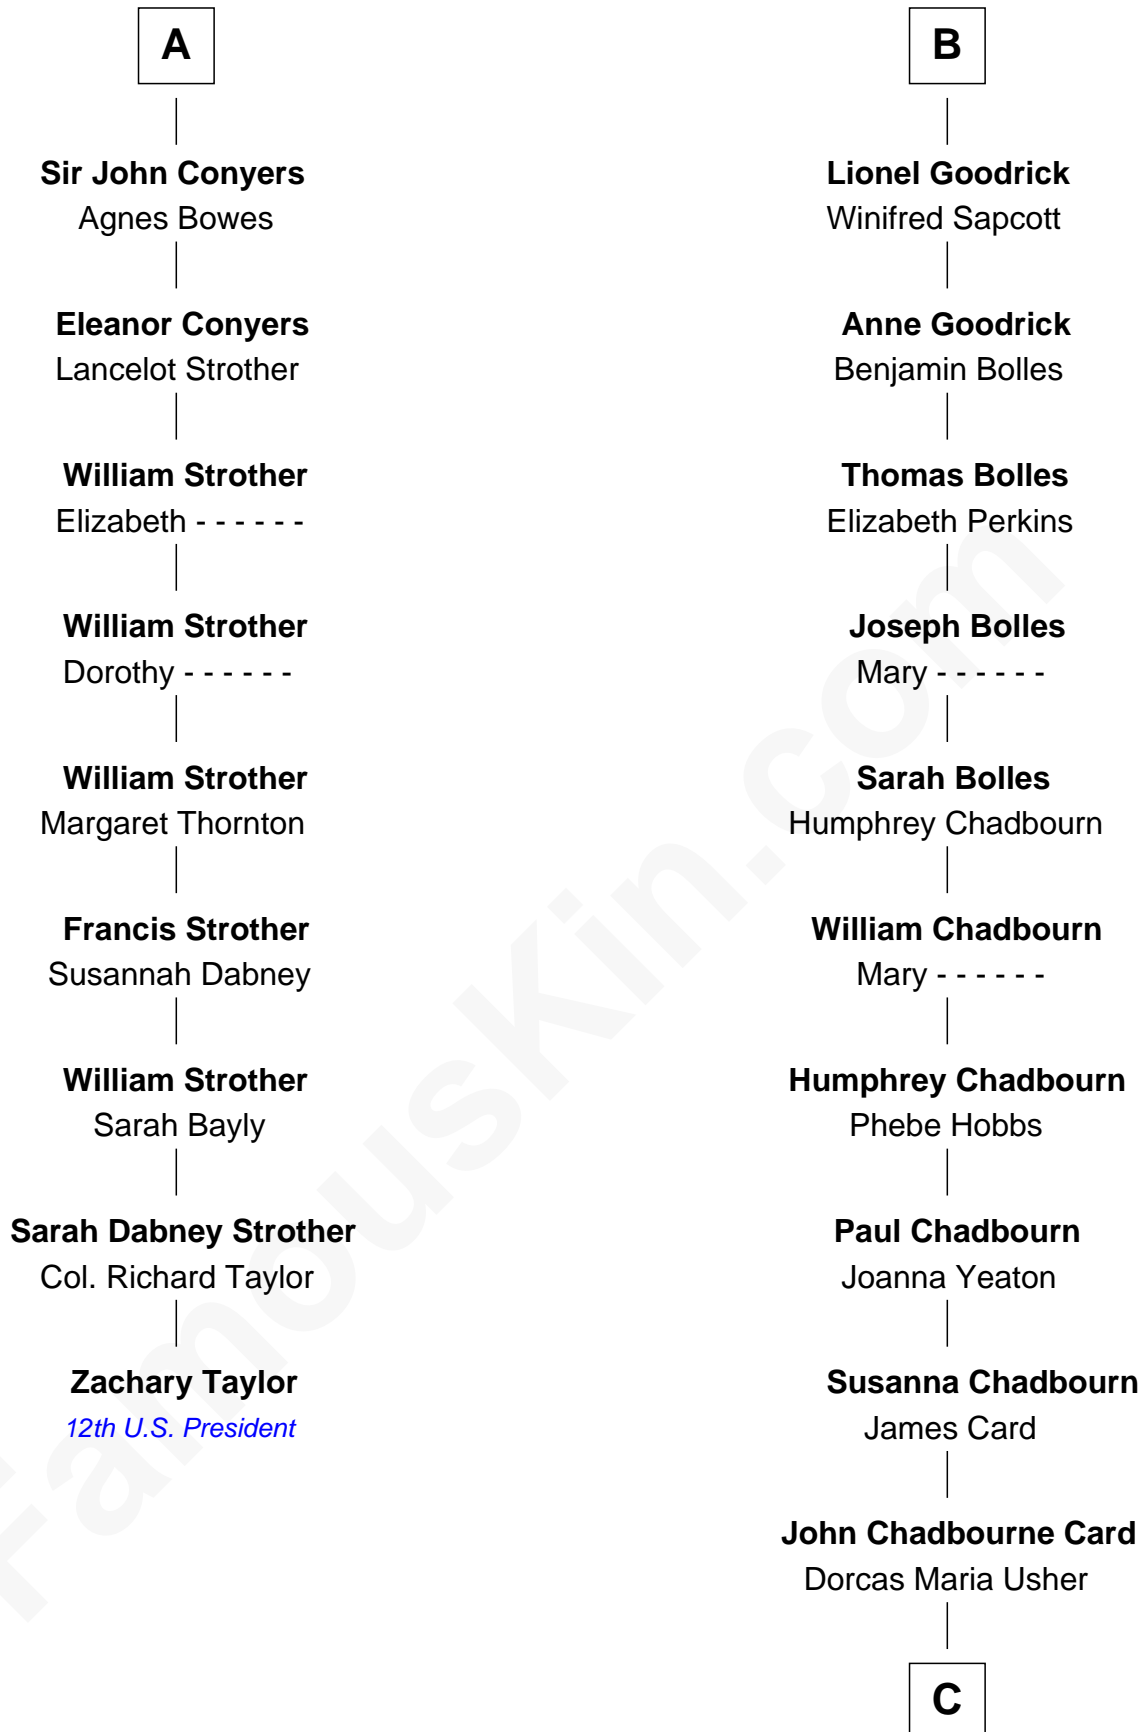 A
Sir John Conyers
Agnes Bowes
Eleanor Conyers
Lancelot Strother
William Strother
Elizabeth - - - - - -
William Strother
Dorothy - - - - - -
William Strother
Margaret Thornton
Francis Strother
Susannah Dabney
William Strother
Sarah Bayly
Sarah Dabney Strother
Col. Richard Taylor
Zachary Taylor
12th U.S. President
B
Lionel Goodrick
Winifred Sapcott
Anne Goodrick
Benjamin Bolles
Thomas Bolles
Elizabeth Perkins
Joseph Bolles
Mary - - - - - -
Sarah Bolles
Humphrey Chadbourn
William Chadbourn
Mary - - - - - -
Humphrey Chadbourn
Phebe Hobbs
Paul Chadbourn
Joanna Yeaton
Susanna Chadbourn
James Card
John Chadbourne Card
Dorcas Maria Usher
C
FamousKin.com